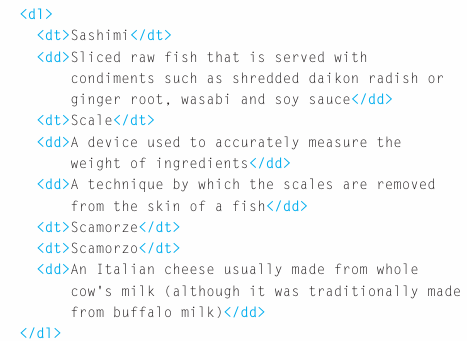 <dl>
<dt>Sashimi</dt>
<dd>Sliced raw fish that is served with
condiments such as shredded daikon radish or
ginger root, wasabi and soy sauce</dd>
<dt>Scale</dt>
<dd>A device used to accurately measure the
weight of ingredients</dd>
<dd>A technique by which the scales are removed
from the skin of a fish</dd>
<dt>Scamorze</dt>
<dt>Scamorzo</dt>
<dd>An Italian cheese usually made from whole
cow's milk (although it was traditionally made
from buffalo milk)</dd>
</dl>